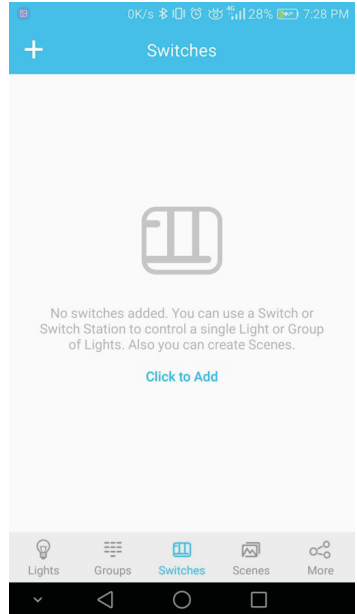 0K/s 4G 28% 7:28 PM
Switches
No switches added. You can use a Switch or
Switch Station to control a single Light or Group
of Lights. Also you can create Scenes.
Click to Add
Lights Groups Switches Scenes More